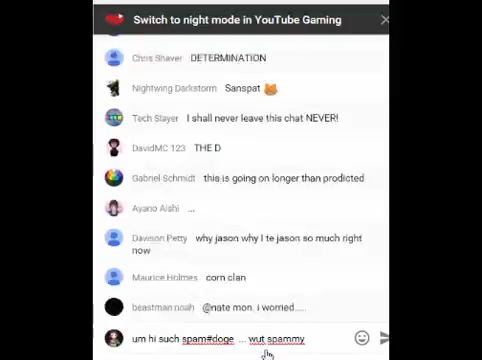 Switch to night mode in YouTube Gaming
Chris Shaver DETERMINATION
Nightwing Darkstorm Sanspat
Tech Slayer I shall never leave this chat NEVER!
DavidMC 123 THE D
Gabriel Schmidt this is going on longer than prodicted
Ayano Aishi ...
Dawson Petty why jason why I te jason so much right
now
Maurice Holmes corn clan
beastman noah @nate mon. i worried.....
um hi such spam#doge ... wut spammy